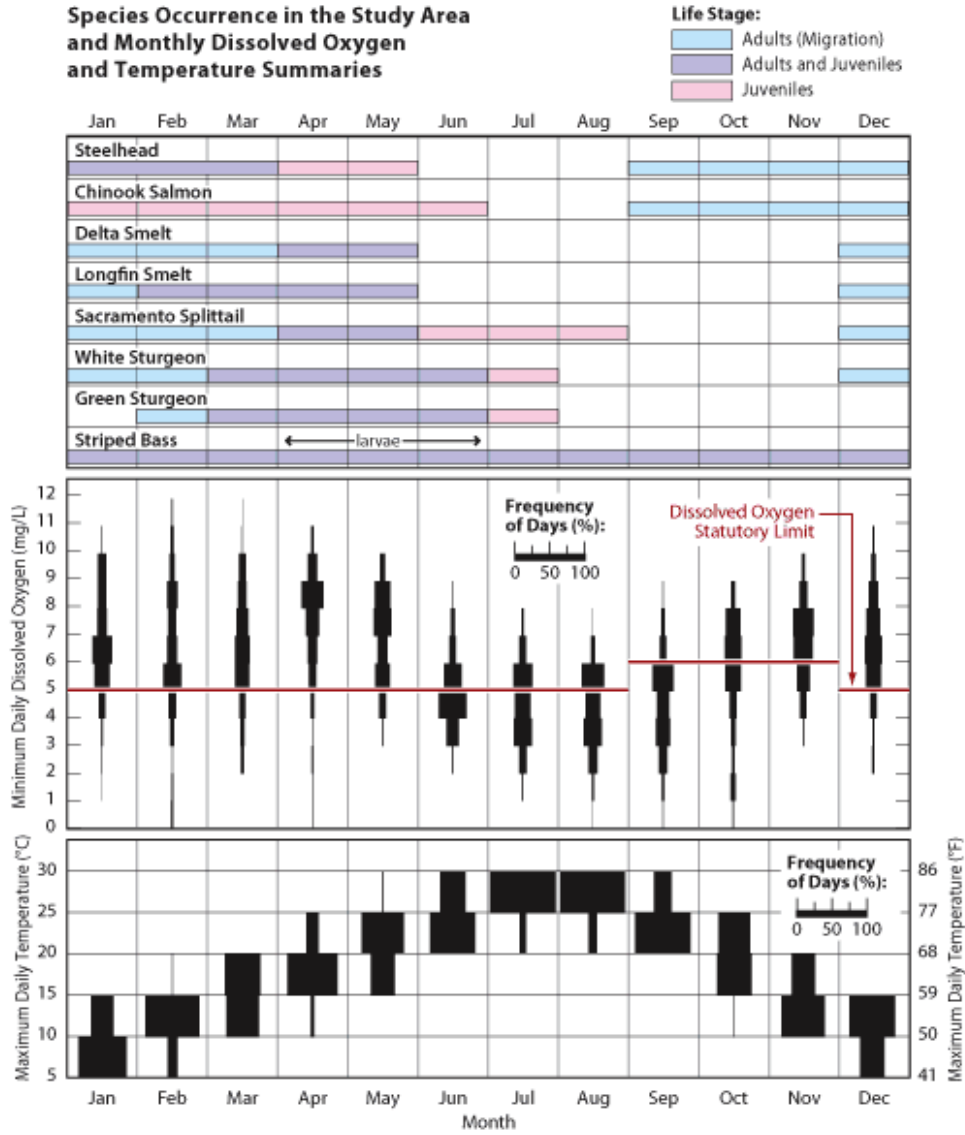 Species Occurrence in the Study Area
and Monthly Dissolved Oxygen
and Temperature Summaries
Life Stage:
Adults (Migration)
Adults and Juveniles
Juveniles
Jan Feb Mar Apr May Jun Jul Aug Sep Oct Nov Dec
Steelhead
Chinook Salmon
Delta Smelt
Longfin Smelt
Sacramento Splittail
White Sturgeon
Green Sturgeon
Striped Bass
larvae
Minimum Daily Dissolved Oxygen (mg/L)
12
11
10
9
8
7
6
5
4
3
2
1
0
Frequency
of Days (%):
0 50 100
Dissolved Oxygen
Statutory Limit
Maximum Daily Temperature (°C)
30
25
20
15
10
5
Frequency
of Days (%):
0 50 100
86
77
68
59
50
41
Maximum Daily Temperature (°F)
Jan Feb Mar Apr May Jun Jul Aug Sep Oct Nov Dec
Month